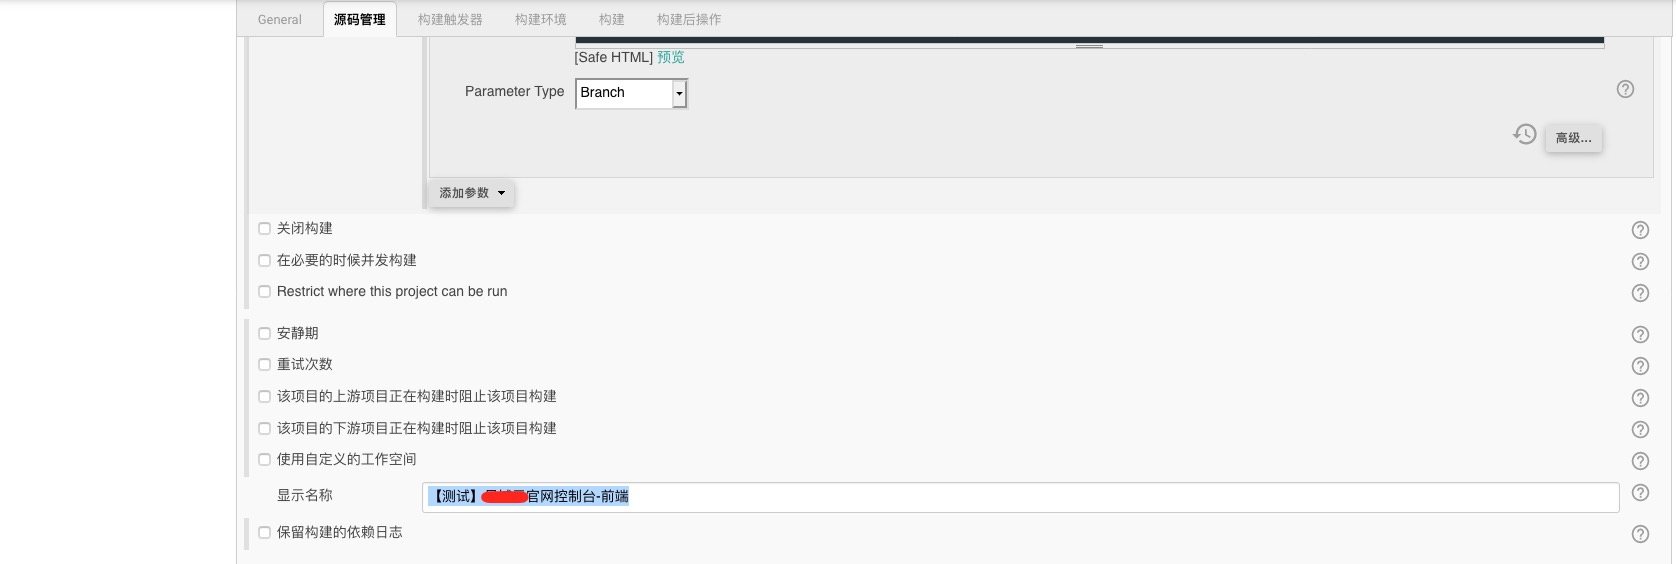 General 源码管理 构建触发器 构建环境 构建 构建后操作
[Safe HTML] 预览
Parameter Type Branch
高级...
添加参数
关闭构建
在必要的时候并发构建
Restrict where this project can be run
安静期
重试次数
该项目的上游项目正在构建时阻止该项目构建
该项目的下游项目正在构建时阻止该项目构建
使用自定义的工作空间
显示名称 【测试】官网控制台-前端
保留构建的依赖日志